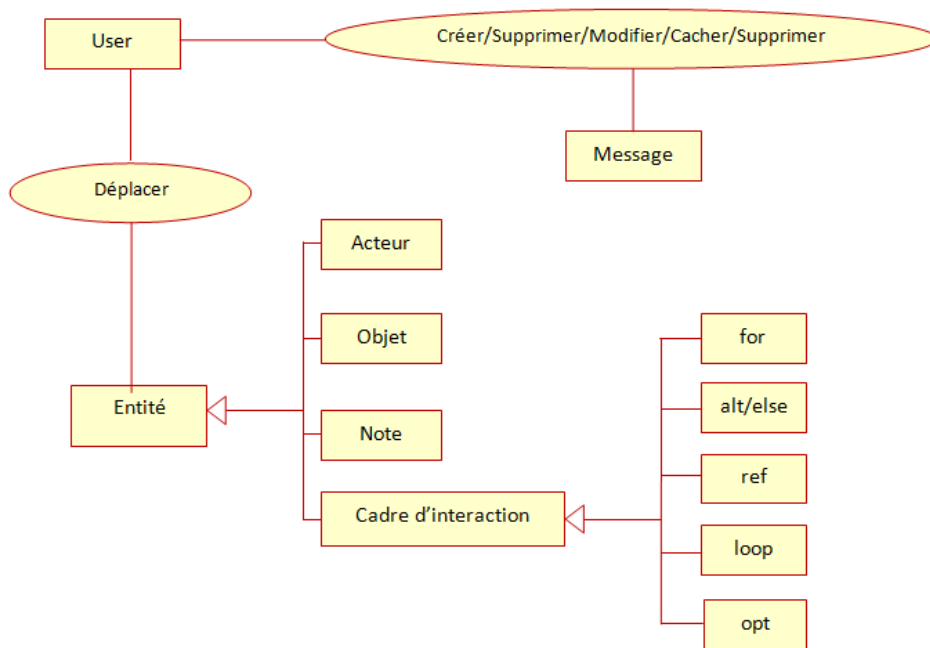 User
Créer/Supprimer/Modifier/Cacher/Supprimer
Message
Déplacer
Acteur
Objet
for
alt/else
Entité
Note
ref
Cadre d'interaction
loop
opt